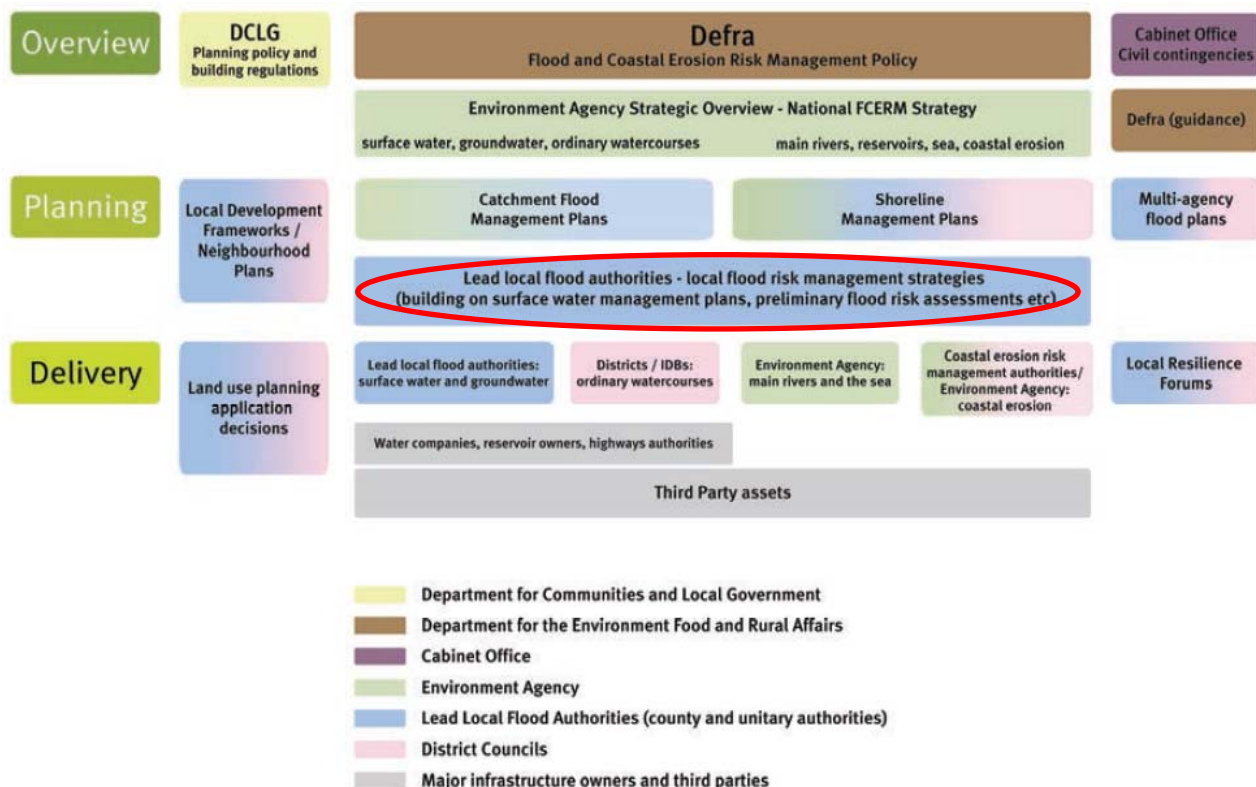 Overview
DCLG
Planning policy and
building regulations
Defra
Flood and Coastal Erosion Risk Management Policy
Cabinet Office
Civil contingencies
Environment Agency Strategic Overview - National FCERM Strategy
surface water, groundwater, ordinary watercourses
main rivers, reservoirs, sea, coastal erosion
Defra (guidance)
Planning
Local Development
Frameworks /
Neighbourhood
Plans
Catchment Flood
Management Plans
Shoreline
Management Plans
Multi-agency
flood plans
Lead local flood authorities - local flood risk management strategies
(building on surface water management plans, preliminary flood risk assessments etc)
Delivery
Land use planning
application
decisions
Lead local flood authorities:
surface water and groundwater
Districts / IDBs:
ordinary watercourses:
Environment Agency:
main rivers and the sea
Coastal erosion risk
management authorities/
Environment Agency:
coastal erosion
Local Resilience
Forums
Water companies, reservoir owners, highways authorities
Third Party assets
Department for Communities and Local Government
Department for the Environment Food and Rural Affairs
Cabinet Office
Environment Agency
Lead Local Flood Authorities (county and unitary authorities)
District Councils
Major infrastructure owners and third parties